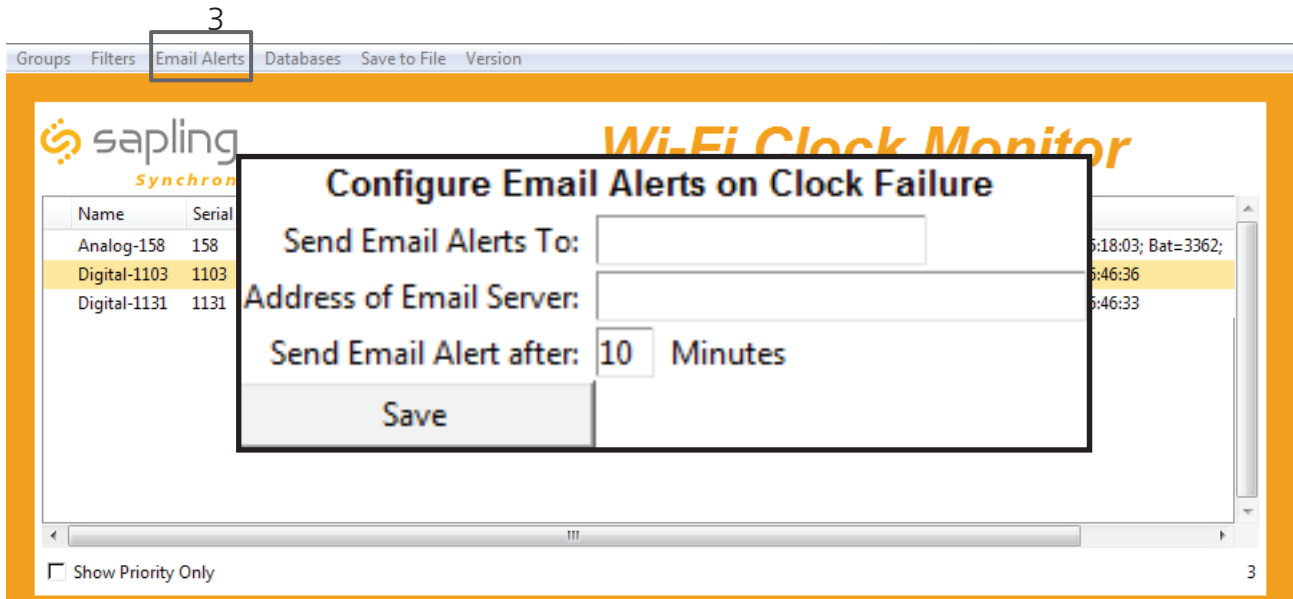 3
Groups Filters Email Alerts Databases Save to File Version
sapling
Wi-Fi Clock Monitor
Synchron
Configure Email Alerts on Clock Failure
Name Serial
Send Email Alerts To:
Analog-158 158 5:18:03; Bat=3362;
Digital-1103 1103 5:46:36
Address of Email Server:
Digital-1131 1131 5:46:33
Send Email Alert after: 10 Minutes
Save
Show Priority Only 3